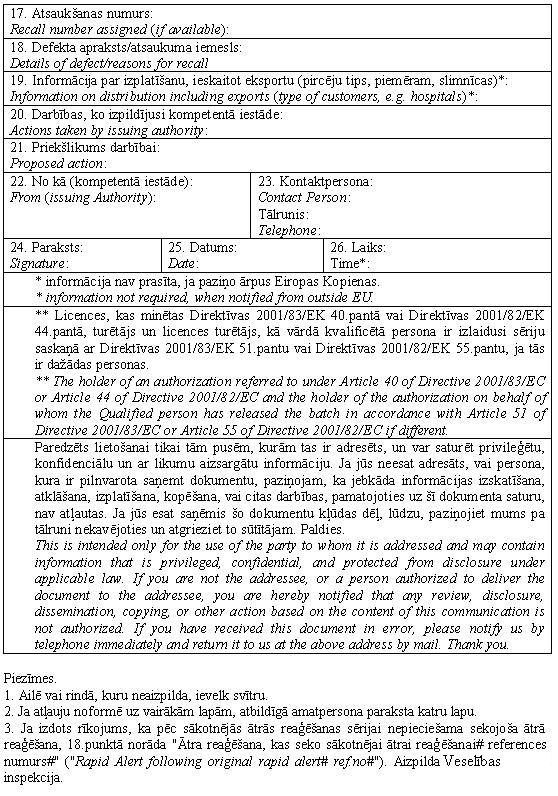 17. Atsaukšanas numurs:
Recall number assigned (if available):
18. Defekta apraksts/atsaukuma iemesls:
Details of defect/reasons for recall
19. Informācija par izplatīšanu, ieskaitot eksportu (pircēju tips, piemēram, slimnīcas)*:
Information on distribution including exports (type of customers, e.g. hospitals)*:
20. Darbības, ko izpildījusi kompetentā iestāde:
Actions taken by issuing authority:
21. Priekšlikums darbībai:
Proposed action:
22. No kā (kompetentā iestāde):
From (issuing Authority):
23. Kontaktpersona:
Contact Person:
Tālrunis:
Telephone:
24. Paraksts:
Signature:
25. Datums:
Date:
26. Laiks:
Time*:
* informācija nav prasīta, ja paziņo ārpus Eiropas Kopienas.
* information not required, when notified from outside EU.
** Licences, kas minētas Direktīvas 2001/83/EK 40.pantā vai Direktīvas 2001/82/EK
44.pantā, turētājs un licences turētājs, kā vārdā kvalificētā persona ir izlaidusi sēriju
saskaņā ar Direktīvas 2001/83/EK 51.pantu vai Direktīvas 2001/82/EK 55.pantu, ja tās
ir dažādas personas.
** The holder of an authorization referred to under Article 40 of Directive 2001/83/EC
or Article 44 of Directive 2001/82/EC and the holder of the authorization on behalf of
whom the Qualified person has released the batch in accordance with Article 51 of
Directive 2001/83/EC or Article 55 of Directive 2001/82/EC if different.
Paredzēts lietošanai tikai tām pusēm, kurām tas ir adresēts, un var saturēt privileģētu,
konfidenciālu un ar likumu aizsargātu informāciju. Ja jūs neesat adresāts, vai persona,
kura ir pilnvarota saņemt dokumentu, paziņojam, ka jebkāda informācijas izskatīšana,
atklāšana, izplatīšana, kopēšana, vai citas darbības, pamatojoties uz šī dokumenta saturu,
nav atļautas. Ja jūs esat saņēmis šo dokumentu kļūdas dēļ, lūdzu, paziņojiet mums pa
tālruni nekavējoties un atgrieziet to sūtītājam. Paldies.
This is intended only for the use of the party to whom it is addressed and may contain
information that is privileged, confidential, and protected from disclosure under
applicable law. If you are not the addressee, or a person authorized to deliver the
document to the addressee, you are hereby notified that any review, disclosure,
dissemination, copying, or other action based on the content of this communication is
not authorized. If you have received this document in error, please notify us by
telephone immediately and return it to us at the above address by mail. Thank you.
Piezīmes.
1. Ailē vai rindā, kuru neaizpilda, ievelk svītru.
2. Ja atļauju noformē uz vairākām lapām, atbildīgā amatpersona paraksta katru lapu.
3. Ja izdots rīkojums, ka pēc sākotnējās ātrās reaģēšanas sērijai nepieciešama sekojoša ātrā
reaģēšana, 18.punktā norāda "Ātra reaģēšana, kas seko sākotnējai ātrai reaģēšanai# references
numurs#" ("Rapid Alert following original rapid alert# ref.no#"). Aizpilda Veselības
inspekcija.